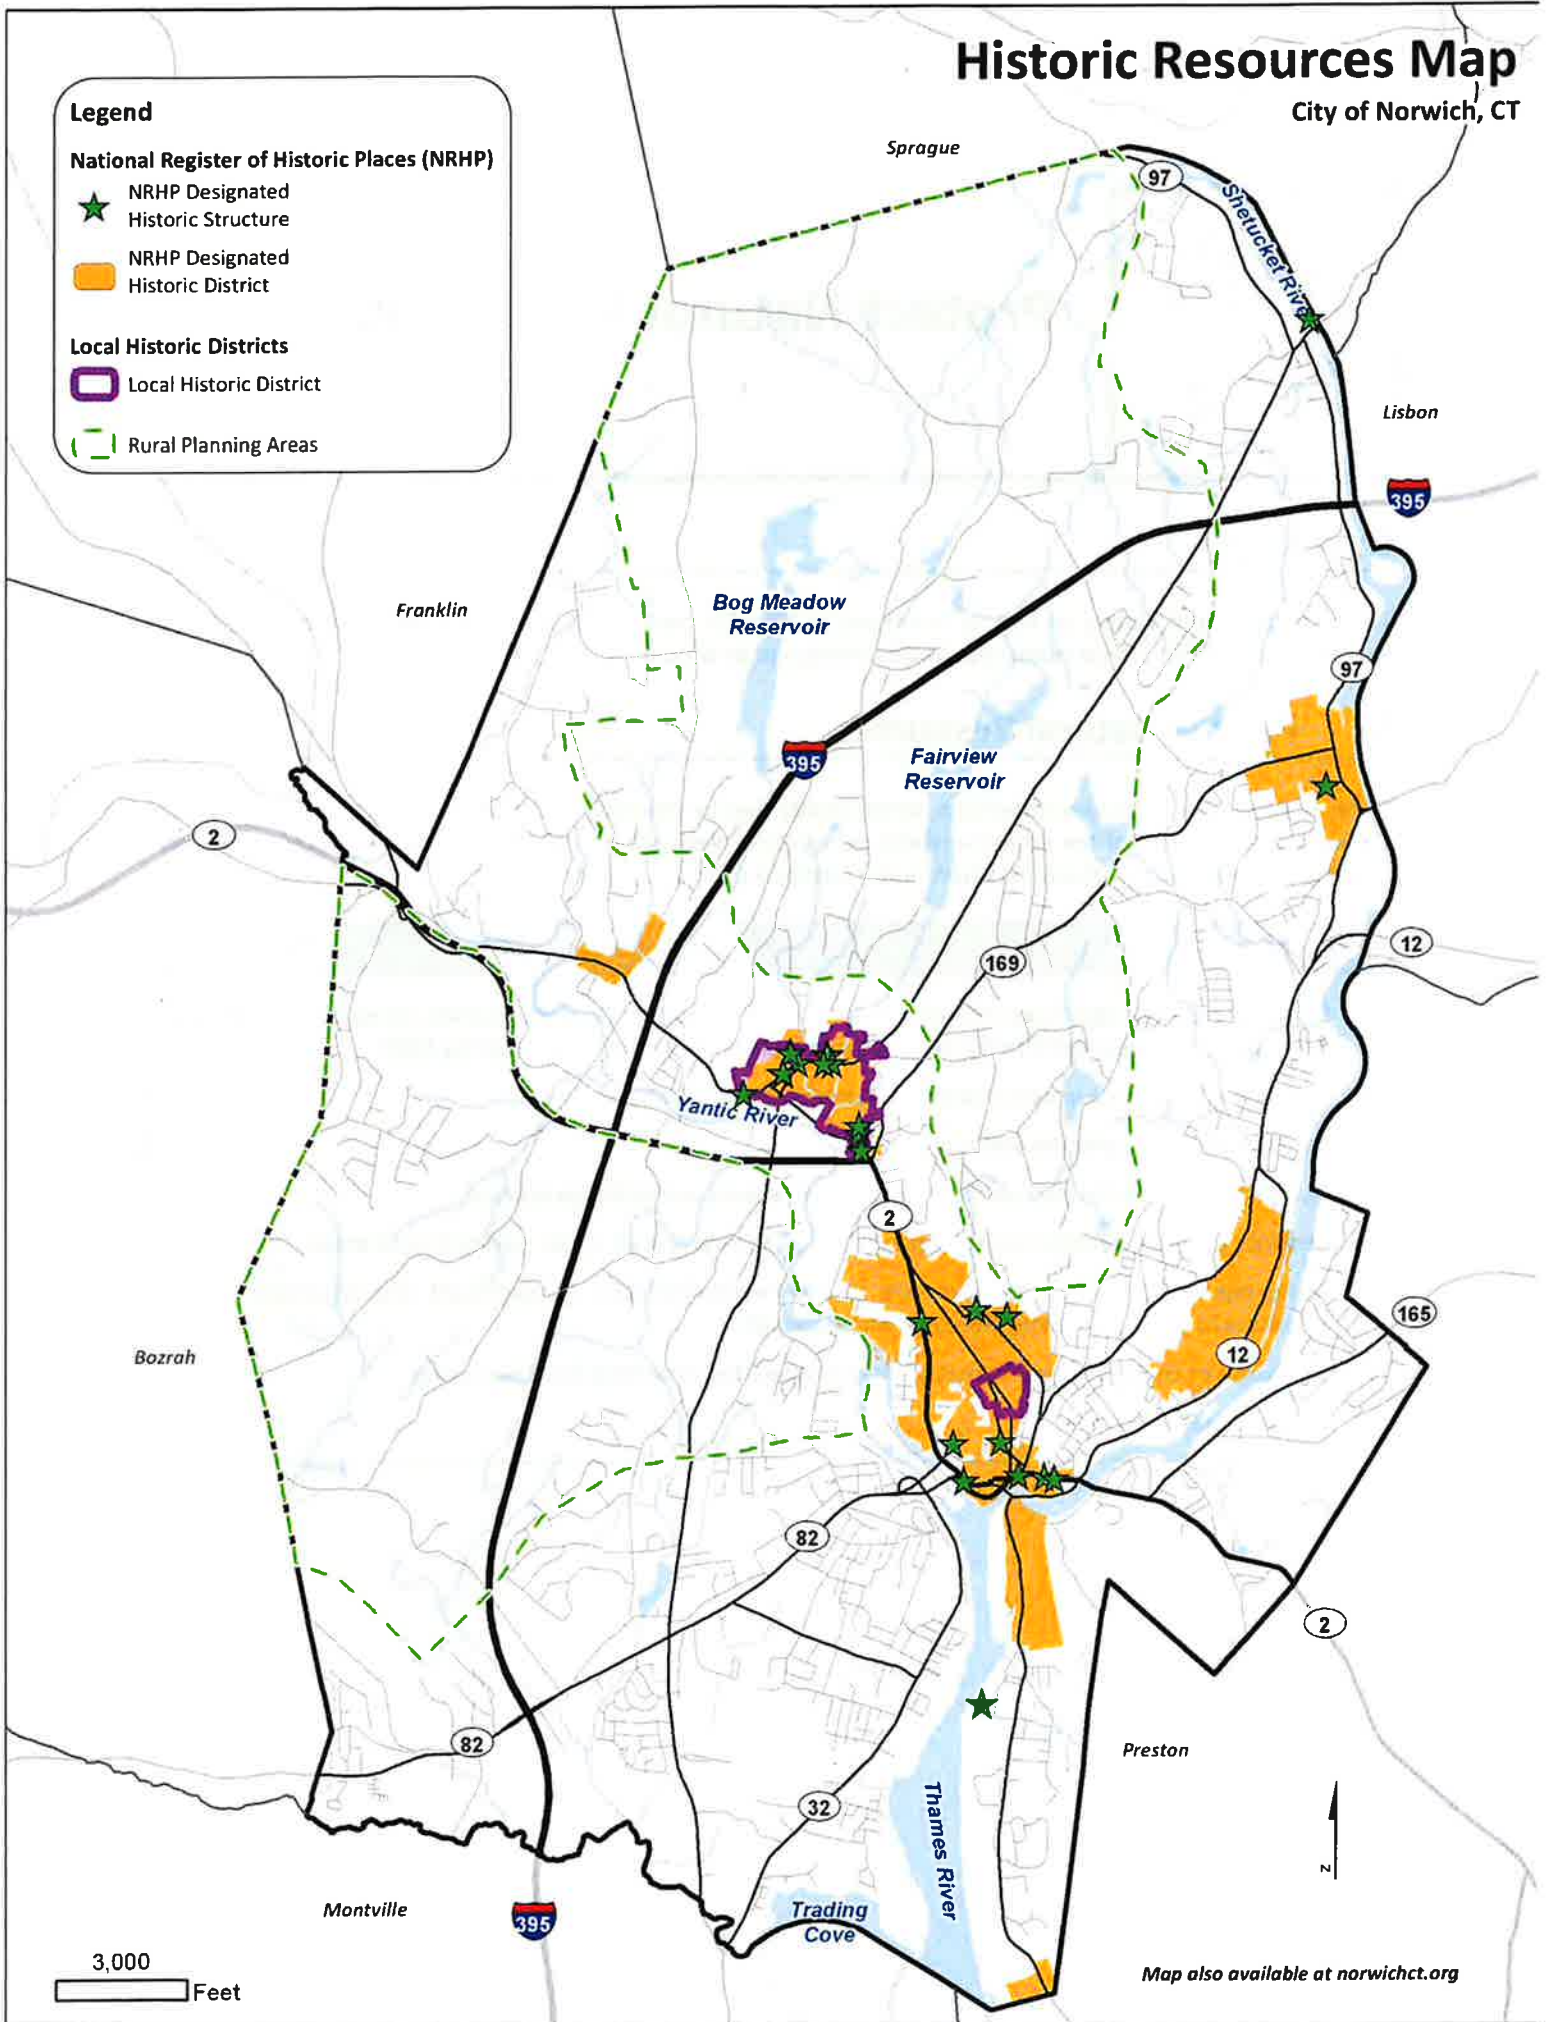 Historic Resources Map
City of Norwich, CT
Legend
National Register of Historic Places (NRHP)
NRHP Designated
Historic Structure
NRHP Designated
Historic District
Local Historic Districts
Local Historic District
Rural Planning Areas
Sprague
97
Shetucket River
Lisbon
395
Franklin
Bog Meadow
Reservoir
97
395
Fairview
Reservoir
2
12
169
Yantic River
2
165
12
Bozrah
82
2
82
Preston
32
Thames River
Trading
Cove
Montville
395
N
3,000
Feet
Map also available at norwichct.org